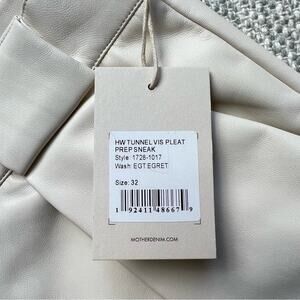 HW TUNNEL VIS PLEAT
PREP SNEAK
Style: 1728-1017
Wash: EGT EGRET
Size: 32
1 92411 48667 9
MOTHERDENIM.COM